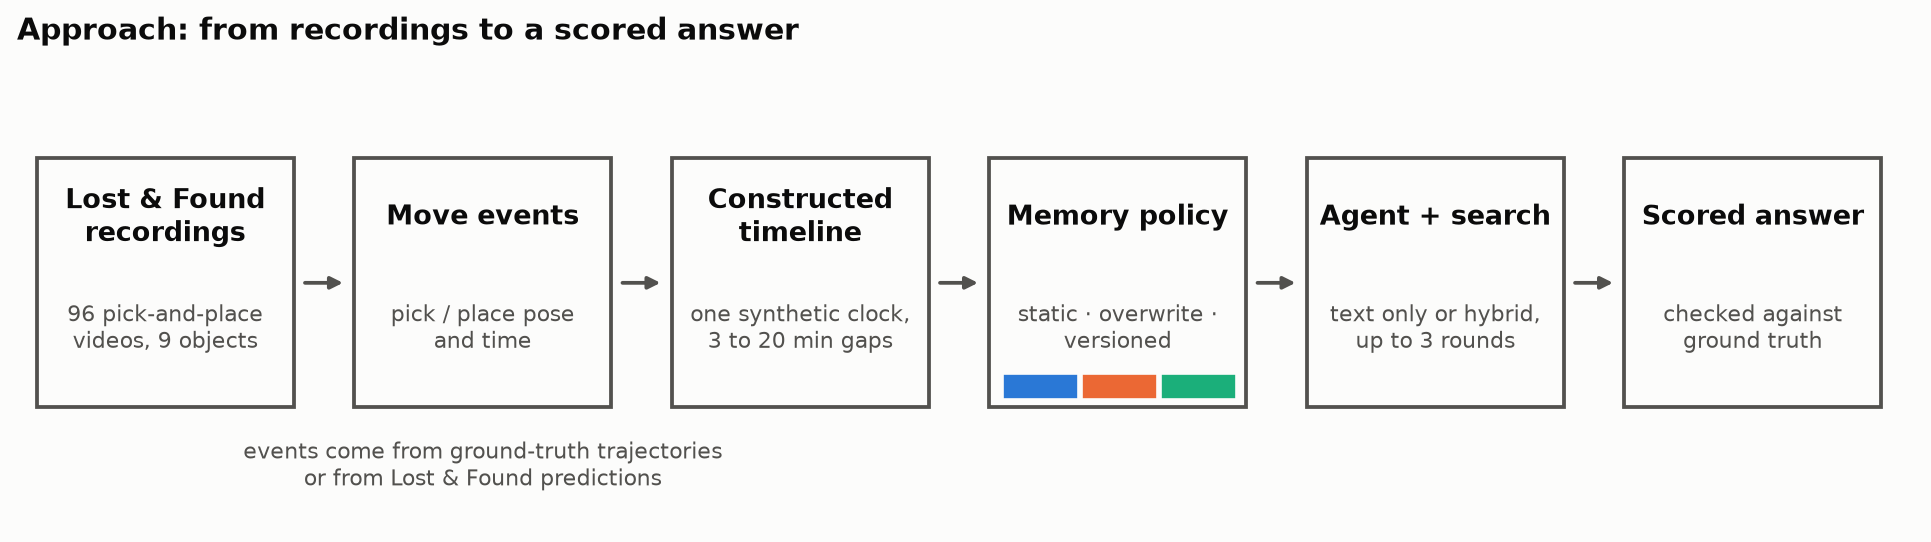 Approach: from recordings to a scored answer
Lost & Found
recordings
96 pick-and-place
videos, 9 objects
Move events
pick / place pose
and time
Constructed
timeline
one synthetic clock,
3 to 20 min gaps
Memory policy
static · overwrite ·
versioned
Agent + search
text only or hybrid,
up to 3 rounds
Scored answer
checked against
ground truth
events come from ground-truth trajectories
or from Lost & Found predictions